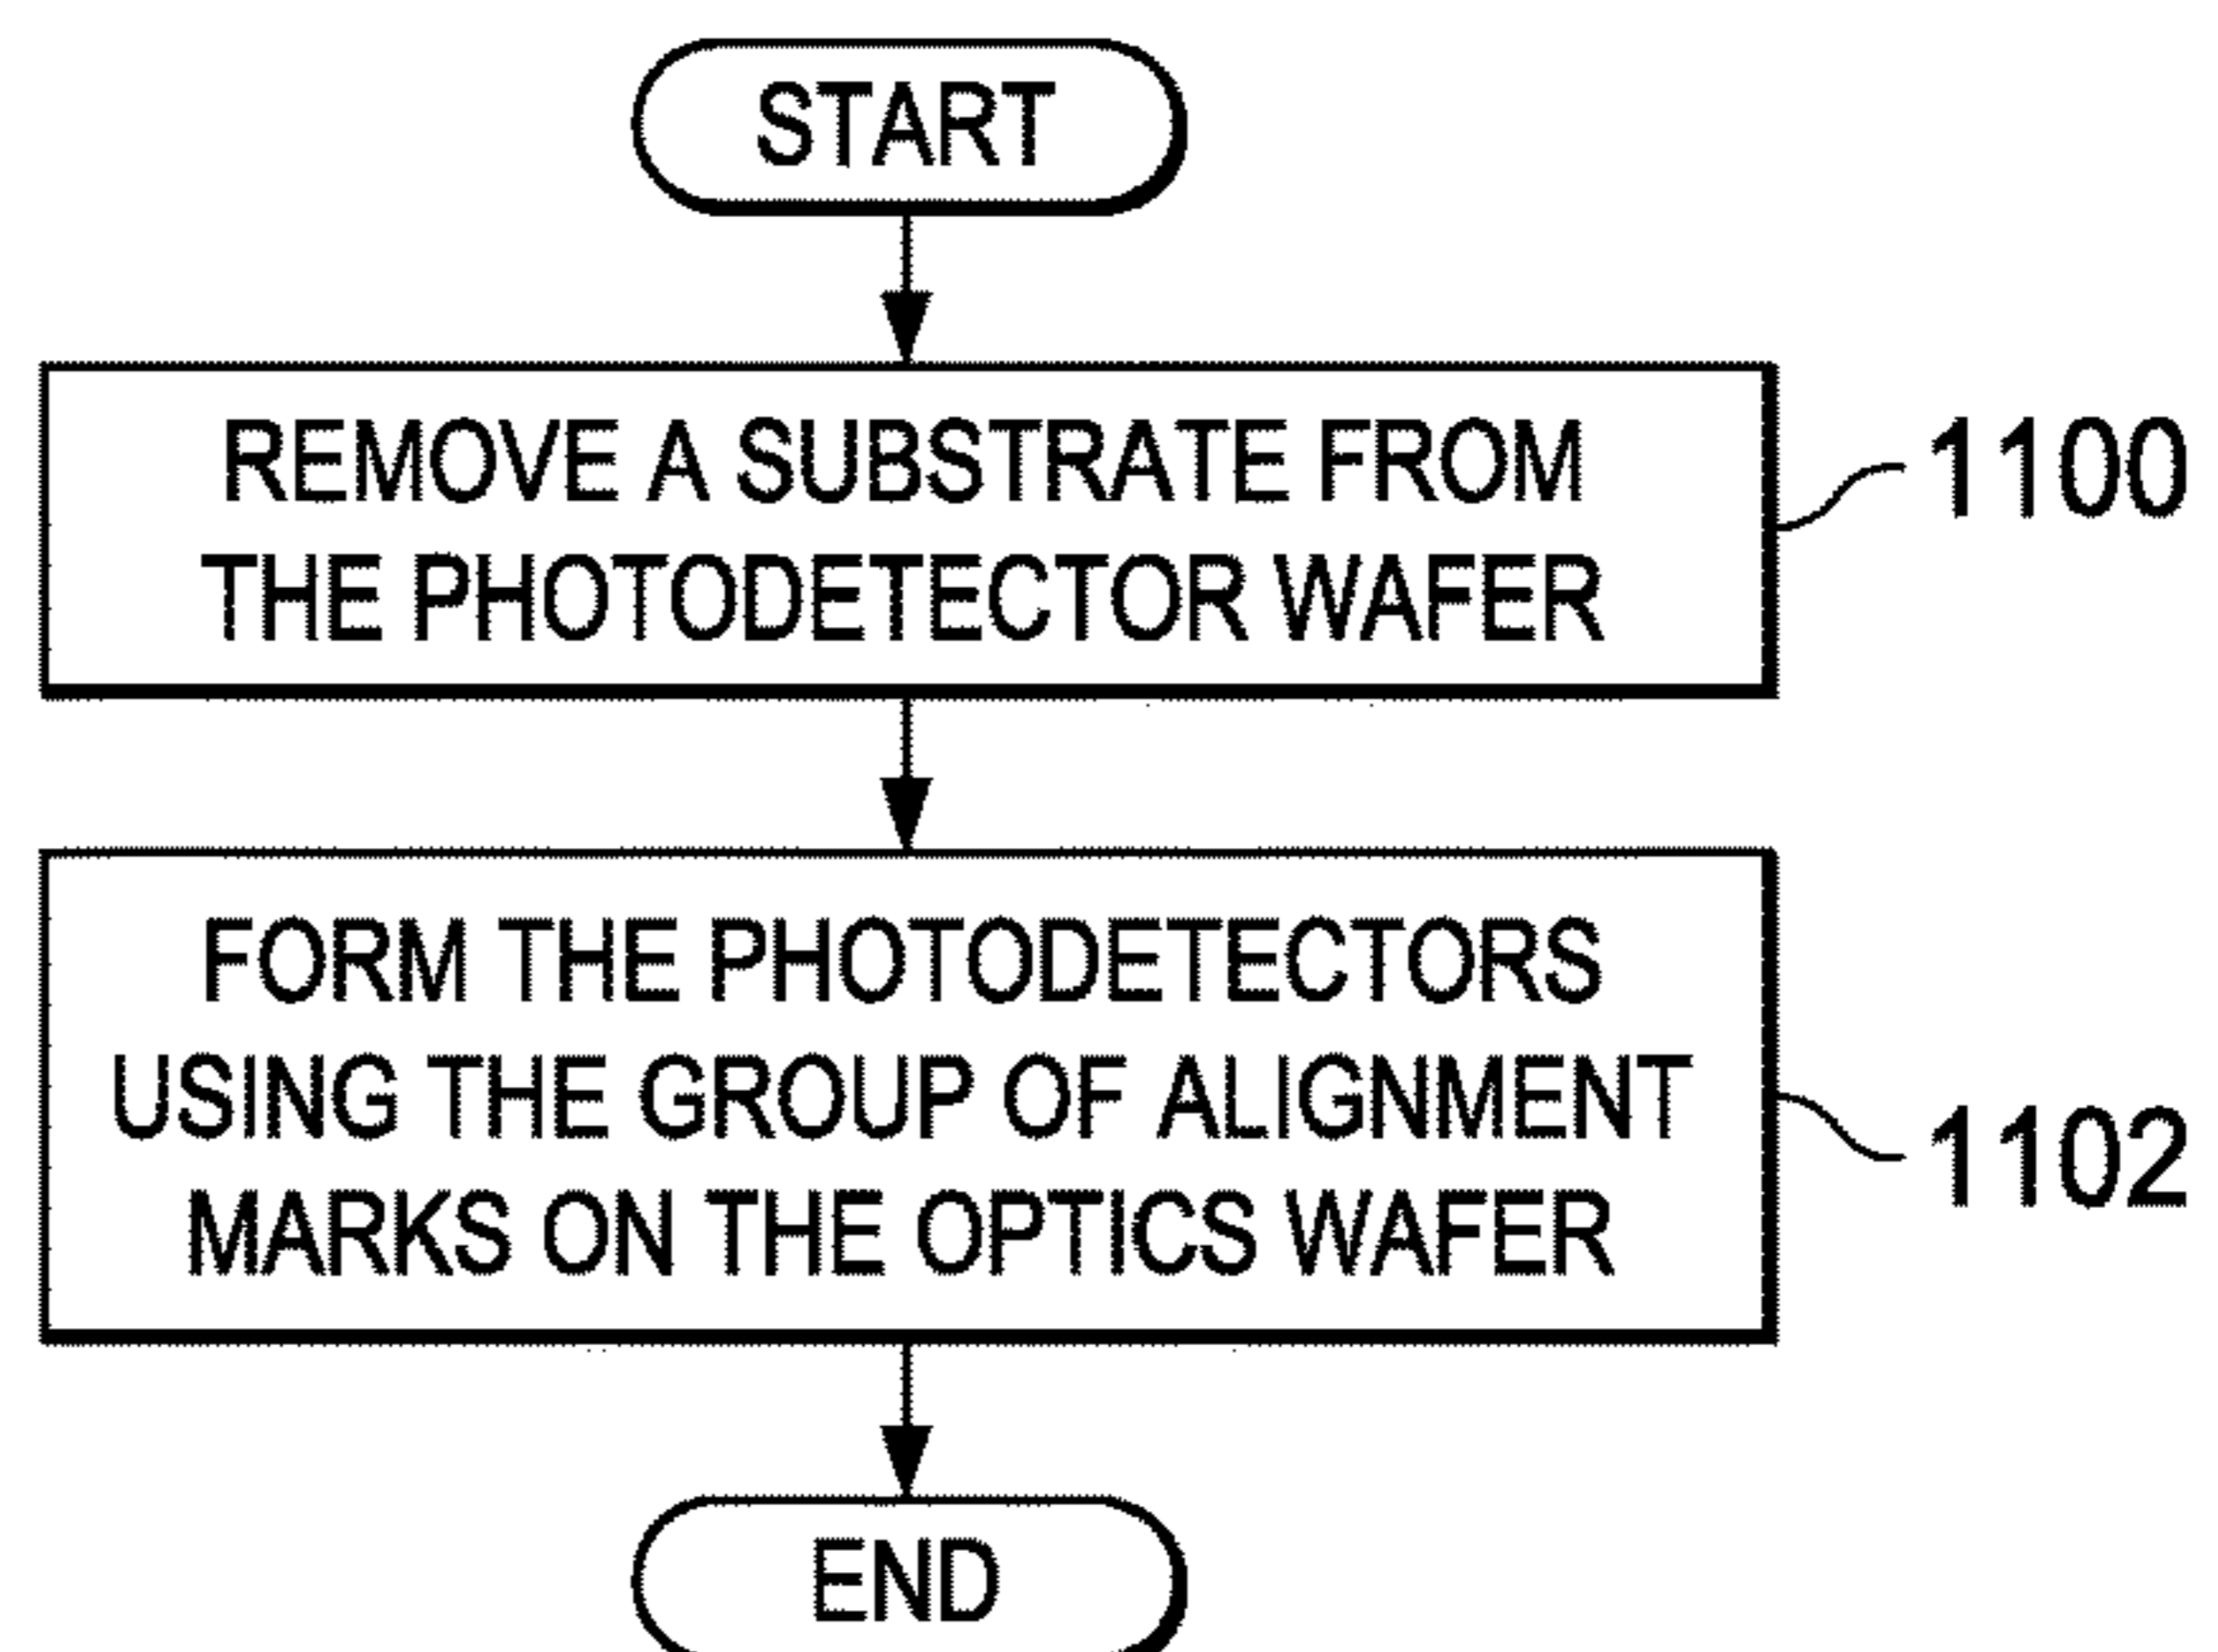 START
REMOVE A SUBSTRATE FROM
THE PHOTODETECTOR WAFER
1100
FORM THE PHOTODETECTORS
USING THE GROUP OF ALIGNMENT
MARKS ON THE OPTICS WAFER
1102
END